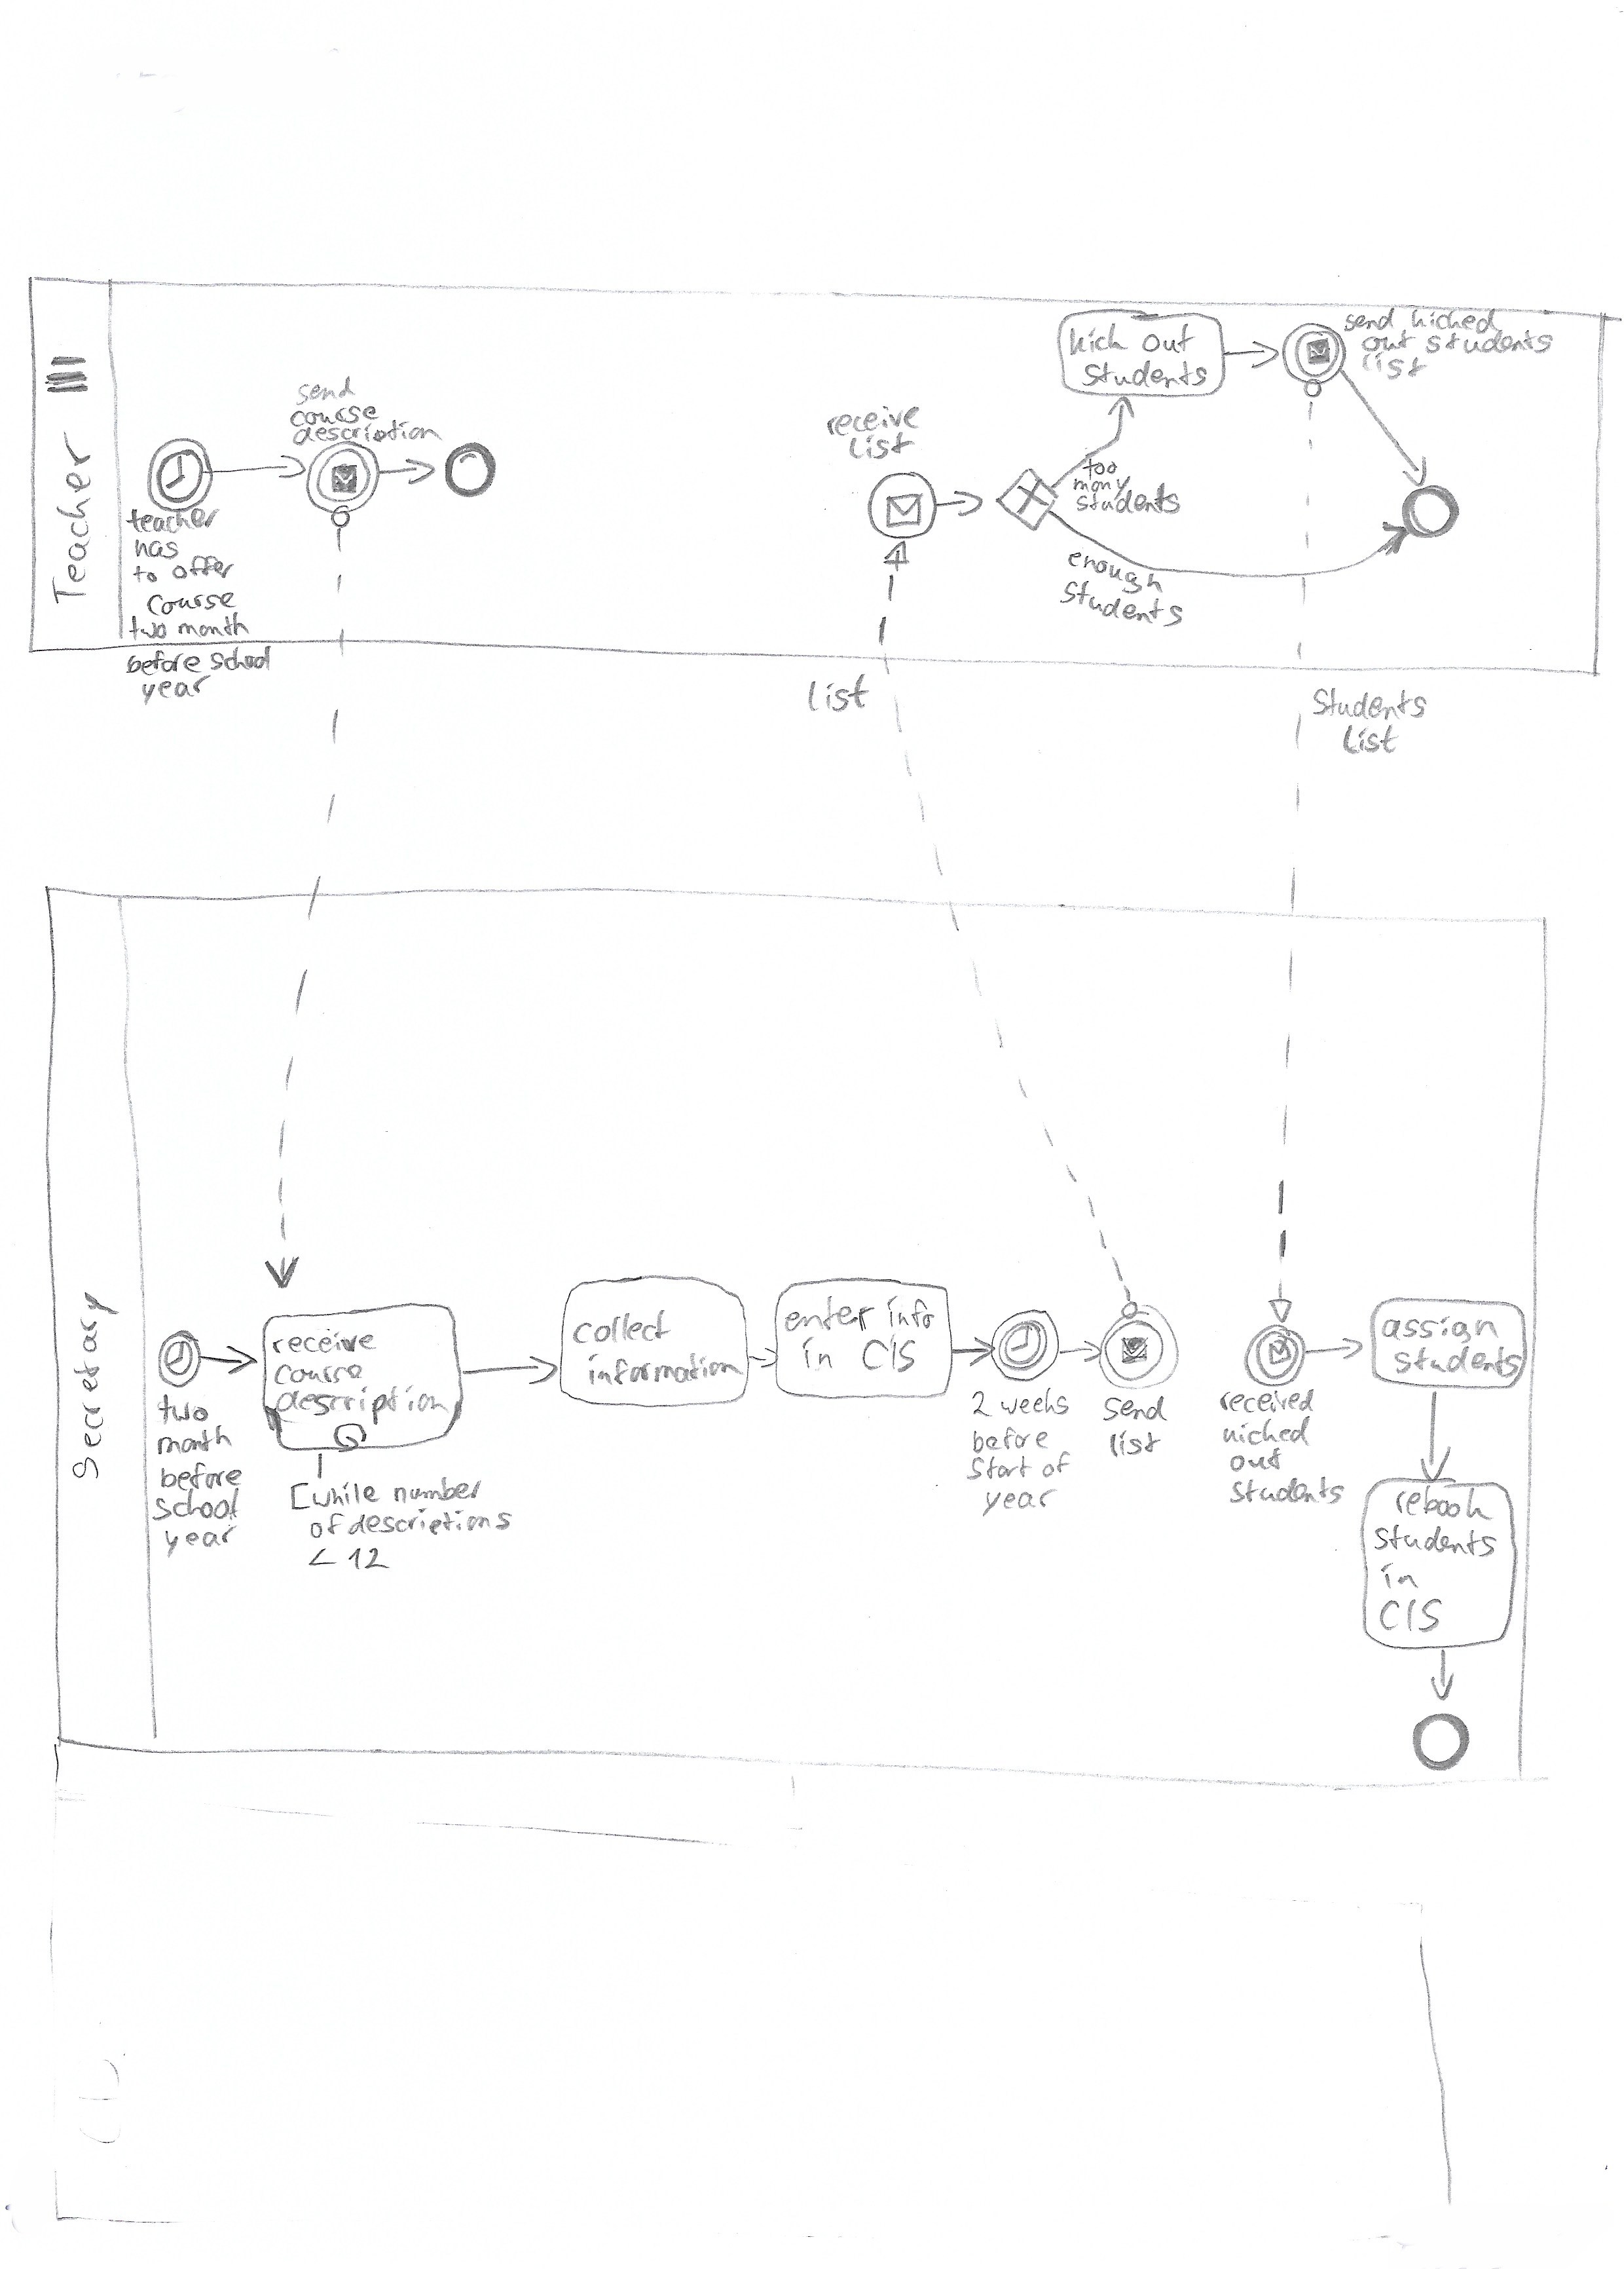 Teacher
send
course
description
teacher
has
to offer
course
two month
before school
year
receive
list
kick out
students
send kicked
out students
list
too
many
students
enough
students
list
Students
list
Secretary
two
month
before
school
year
receive
course
description
while number
of descriptions
< 12
collect
information
enter info
in CIS
2 weeks
before
start of
year
send
list
received
kicked
out
students
assign
students
rebook
students
in
CIS